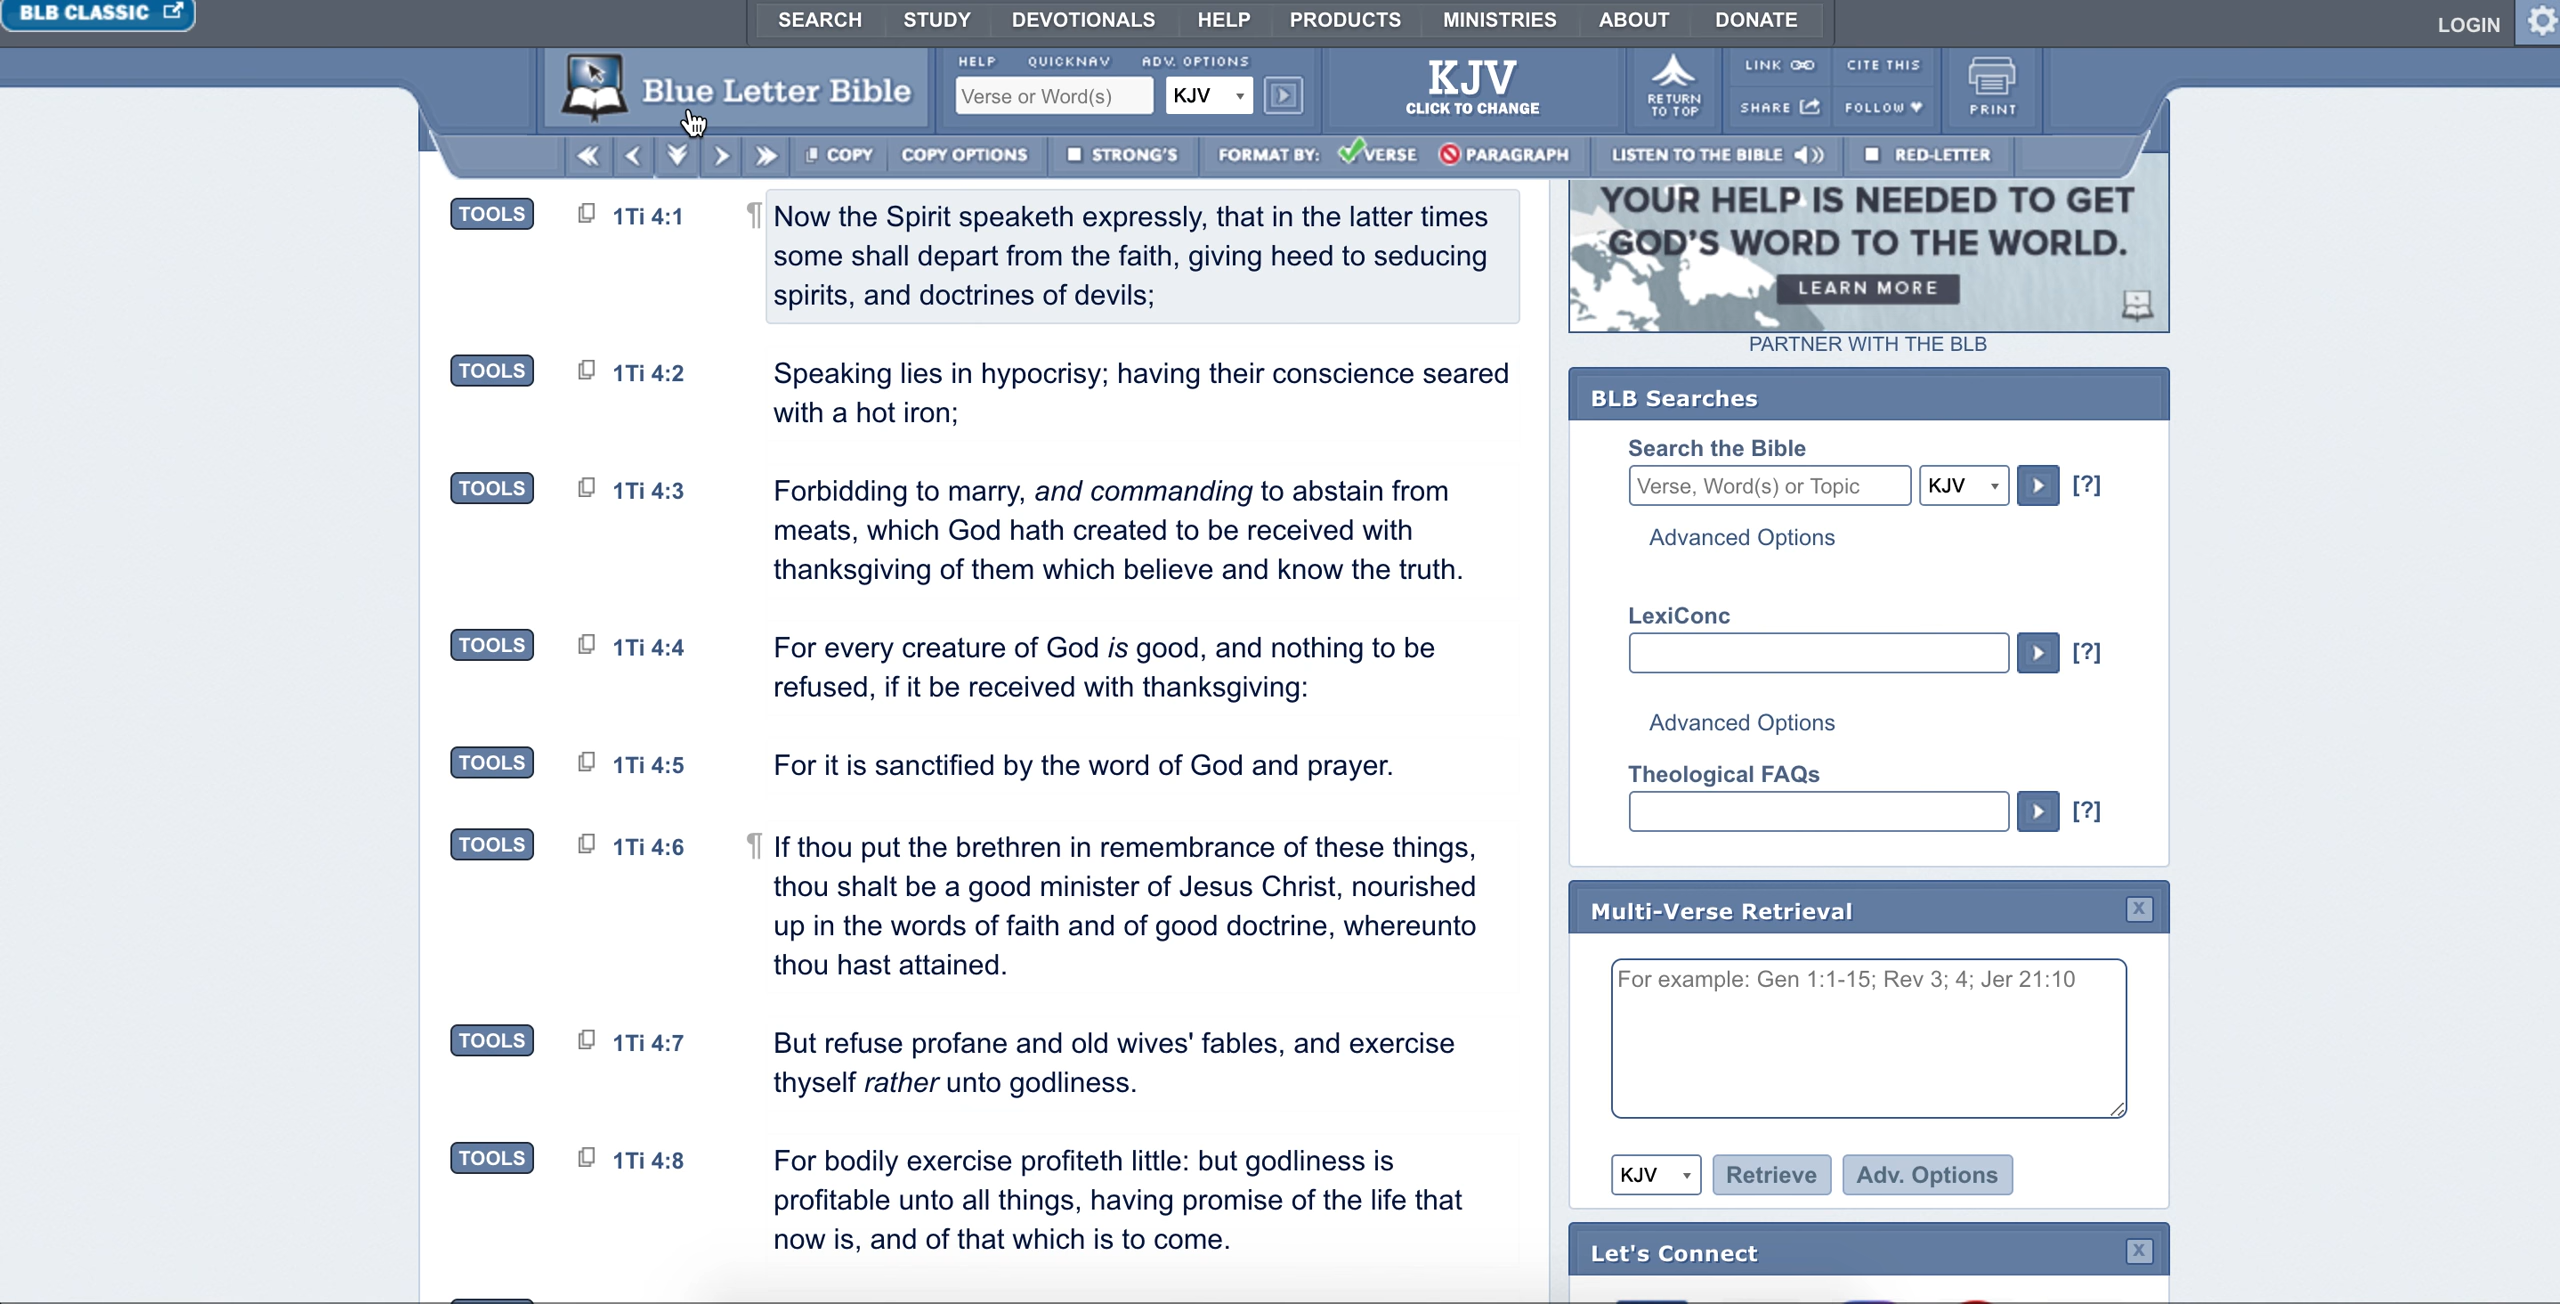 BLB CLASSIC
SEARCH STUDY DEVOTIONALS HELP PRODUCTS MINISTRIES ABOUT DONATE
LOGIN
Blue Letter Bible
HELP QUICKNAV ADV. OPTIONS
Verse or Word(s) KJV
KJV
CLICK TO CHANGE
RETURN
TO TOP
LINK CITE THIS
SHARE FOLLOW
PRINT
COPY COPY OPTIONS STRONG'S FORMAT BY: VERSE PARAGRAPH LISTEN TO THE BIBLE RED-LETTER
TOOLS 1Ti 4:1 ¶ Now the Spirit speaketh expressly, that in the latter times
some shall depart from the faith, giving heed to seducing
spirits, and doctrines of devils;
TOOLS 1Ti 4:2 Speaking lies in hypocrisy; having their conscience seared
with a hot iron;
TOOLS 1Ti 4:3 Forbidding to marry, and commanding to abstain from
meats, which God hath created to be received with
thanksgiving of them which believe and know the truth.
TOOLS 1Ti 4:4 For every creature of God is good, and nothing to be
refused, if it be received with thanksgiving:
TOOLS 1Ti 4:5 For it is sanctified by the word of God and prayer.
TOOLS 1Ti 4:6 ¶ If thou put the brethren in remembrance of these things,
thou shalt be a good minister of Jesus Christ, nourished
up in the words of faith and of good doctrine, whereunto
thou hast attained.
TOOLS 1Ti 4:7 But refuse profane and old wives' fables, and exercise
thyself rather unto godliness.
TOOLS 1Ti 4:8 For bodily exercise profiteth little: but godliness is
profitable unto all things, having promise of the life that
now is, and of that which is to come.
YOUR HELP IS NEEDED TO GET
GOD'S WORD TO THE WORLD.
LEARN MORE
PARTNER WITH THE BLB
BLB Searches
Search the Bible
Verse, Word(s) or Topic KJV [?]
Advanced Options
LexiConc
[?]
Advanced Options
Theological FAQs
[?]
Multi-Verse Retrieval X
For example: Gen 1:1-15; Rev 3; 4; Jer 21:10
KJV Retrieve Adv. Options
Let's Connect X